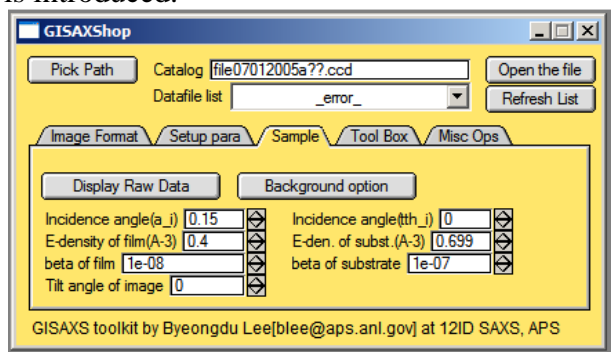 is introduced.
GISAXShop
Pick Path Catalog file07012005a??.ccd Open the file
Datafile list _error_ Refresh List
Image Format Setup para Sample Tool Box Misc Ops
Display Raw Data Background option
Incidence angle(a_i) 0.15 Incidence angle(tth_i) 0
E-density of film(A-3) 0.4 E-den. of subst.(A-3) 0.699
beta of film 1e-08 beta of substrate 1e-07
Tilt angle of image 0
GISAXS toolkit by Byeongdu Lee[blee@aps.anl.gov] at 12ID SAXS, APS